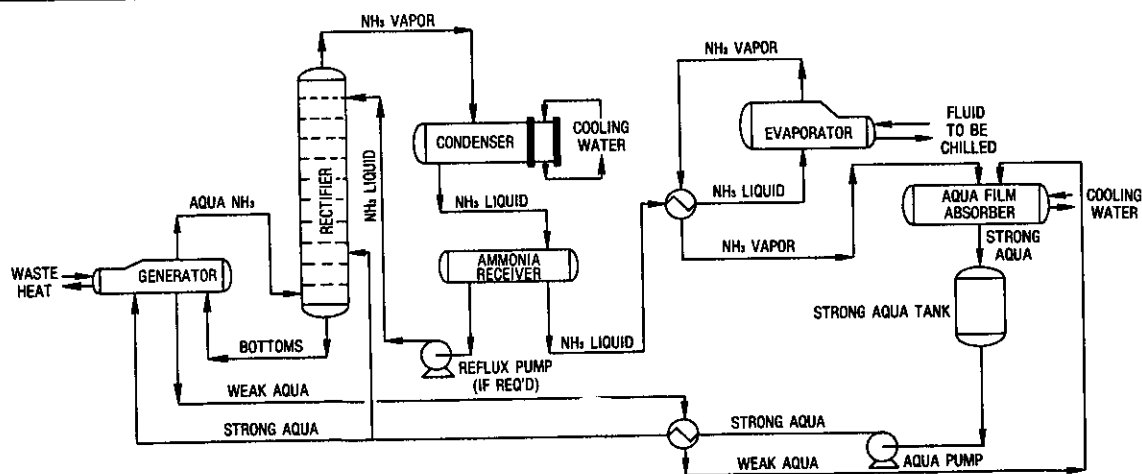 NH₃ VAPOR
NH₃ VAPOR
CONDENSER
COOLING
WATER
EVAPORATOR
FLUID
TO BE
CHILLED
NH₃ LIQUID
RECTIFIER
AQUA NH₃
NH₃ LIQUID
NH₃ LIQUID
AQUA FILM
ABSORBER
COOLING
WATER
STRONG
AQUA
WASTE
HEAT
GENERATOR
AMMONIA
RECEIVER
NH₃ VAPOR
STRONG AQUA TANK
BOTTOMS
REFLUX PUMP
(IF REQ'D)
NH₃ LIQUID
WEAK AQUA
STRONG AQUA
STRONG AQUA
AQUA PUMP
WEAK AQUA